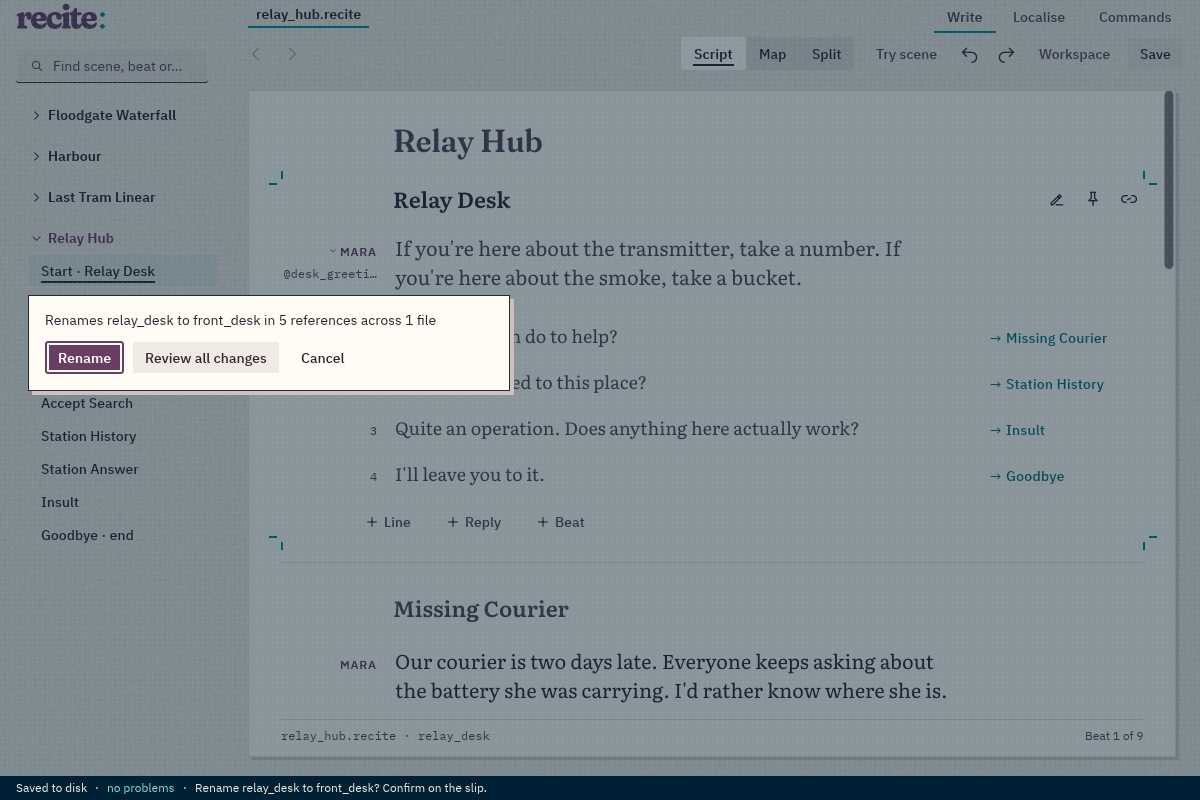 recite:
relay_hub.recite
Write
Localise
Commands
Find scene, beat or...
Script
Map
Split
Try scene
Workspace
Save
Floodgate Waterfall
Harbour
Last Tram Linear
Relay Hub
Start · Relay Desk
Accept Search
Station History
Station Answer
Insult
Goodbye · end
Renames relay_desk to front_desk in 5 references across 1 file
Rename
Review all changes
Cancel
Relay Hub
Relay Desk
MARA
@desk_greeti…
If you're here about the transmitter, take a number. If
you're here about the smoke, take a bucket.
do to help?
→ Missing Courier
to this place?
→ Station History
3 Quite an operation. Does anything here actually work?
→ Insult
4 I'll leave you to it.
→ Goodbye
+ Line
+ Reply
+ Beat
Missing Courier
MARA
Our courier is two days late. Everyone keeps asking about
the battery she was carrying. I'd rather know where she is.
relay_hub.recite · relay_desk
Beat 1 of 9
Saved to disk · no problems · Rename relay_desk to front_desk? Confirm on the slip.